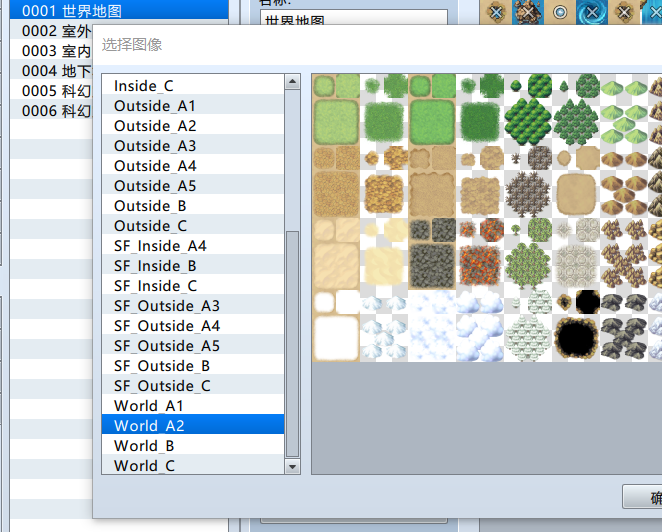 0001 世界地图
名称:
世界地图
0002 室外
选择图像
0003 室内
0004 地下
0005 科幻
0006 科幻
Inside_C
Outside_A1
Outside_A2
Outside_A3
Outside_A4
Outside_A5
Outside_B
Outside_C
SF_Inside_A4
SF_Inside_B
SF_Inside_C
SF_Outside_A3
SF_Outside_A4
SF_Outside_A5
SF_Outside_B
SF_Outside_C
World_A1
World_A2
World_B
World_C
确